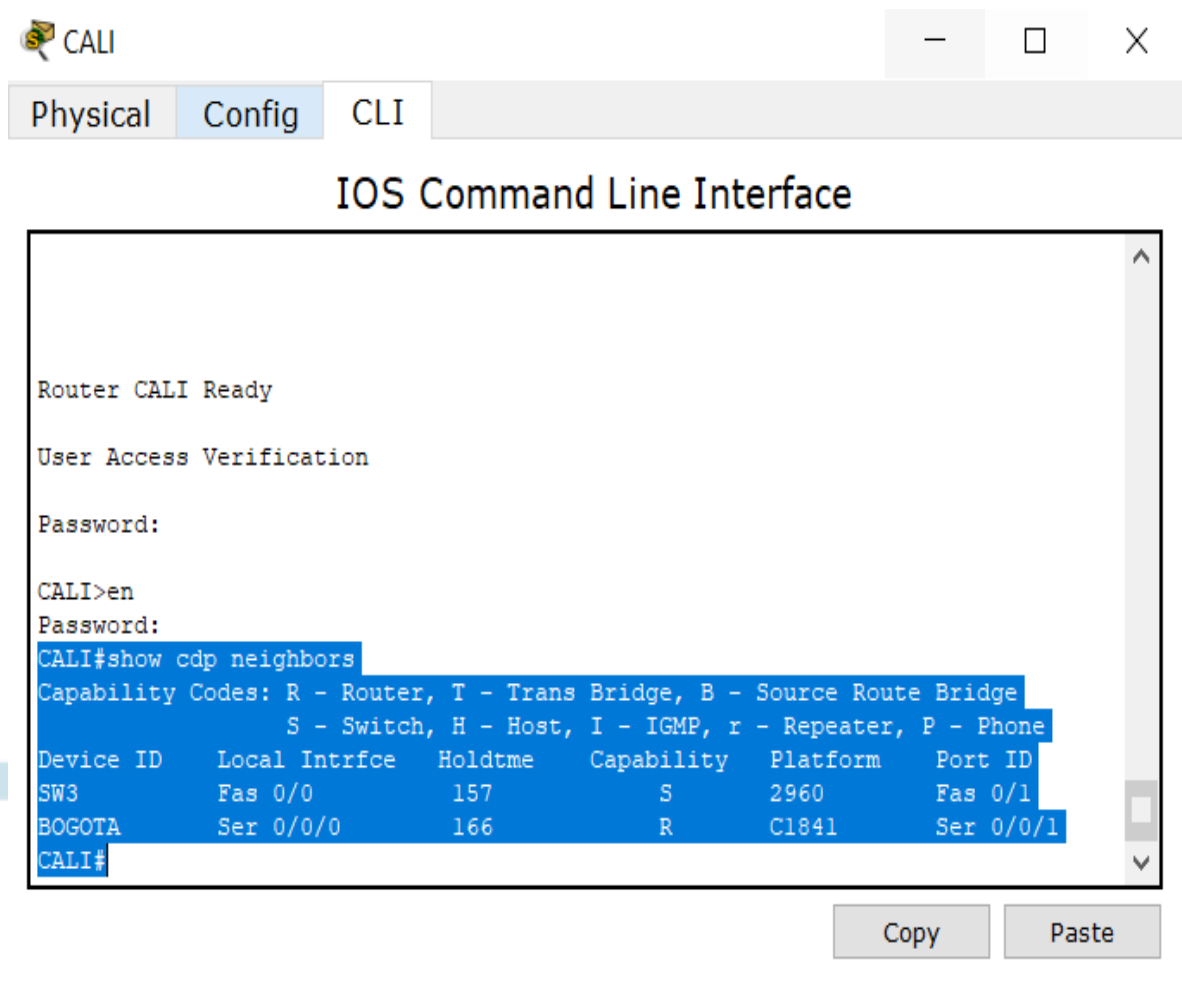 CALI
Physical Config CLI
IOS Command Line Interface
Router CALI Ready
User Access Verification
Password:
CALI>en
Password:
CALI#show cdp neighbors
Capability Codes: R - Router, T - Trans Bridge, B - Source Route Bridge
S - Switch, H - Host, I - IGMP, r - Repeater, P - Phone
Device ID Local Intrfce Holdtme Capability Platform Port ID
SW3 Fas 0/0 157 S 2960 Fas 0/1
BOGOTA Ser 0/0/0 166 R C1841 Ser 0/0/1
CALI#
Copy Paste